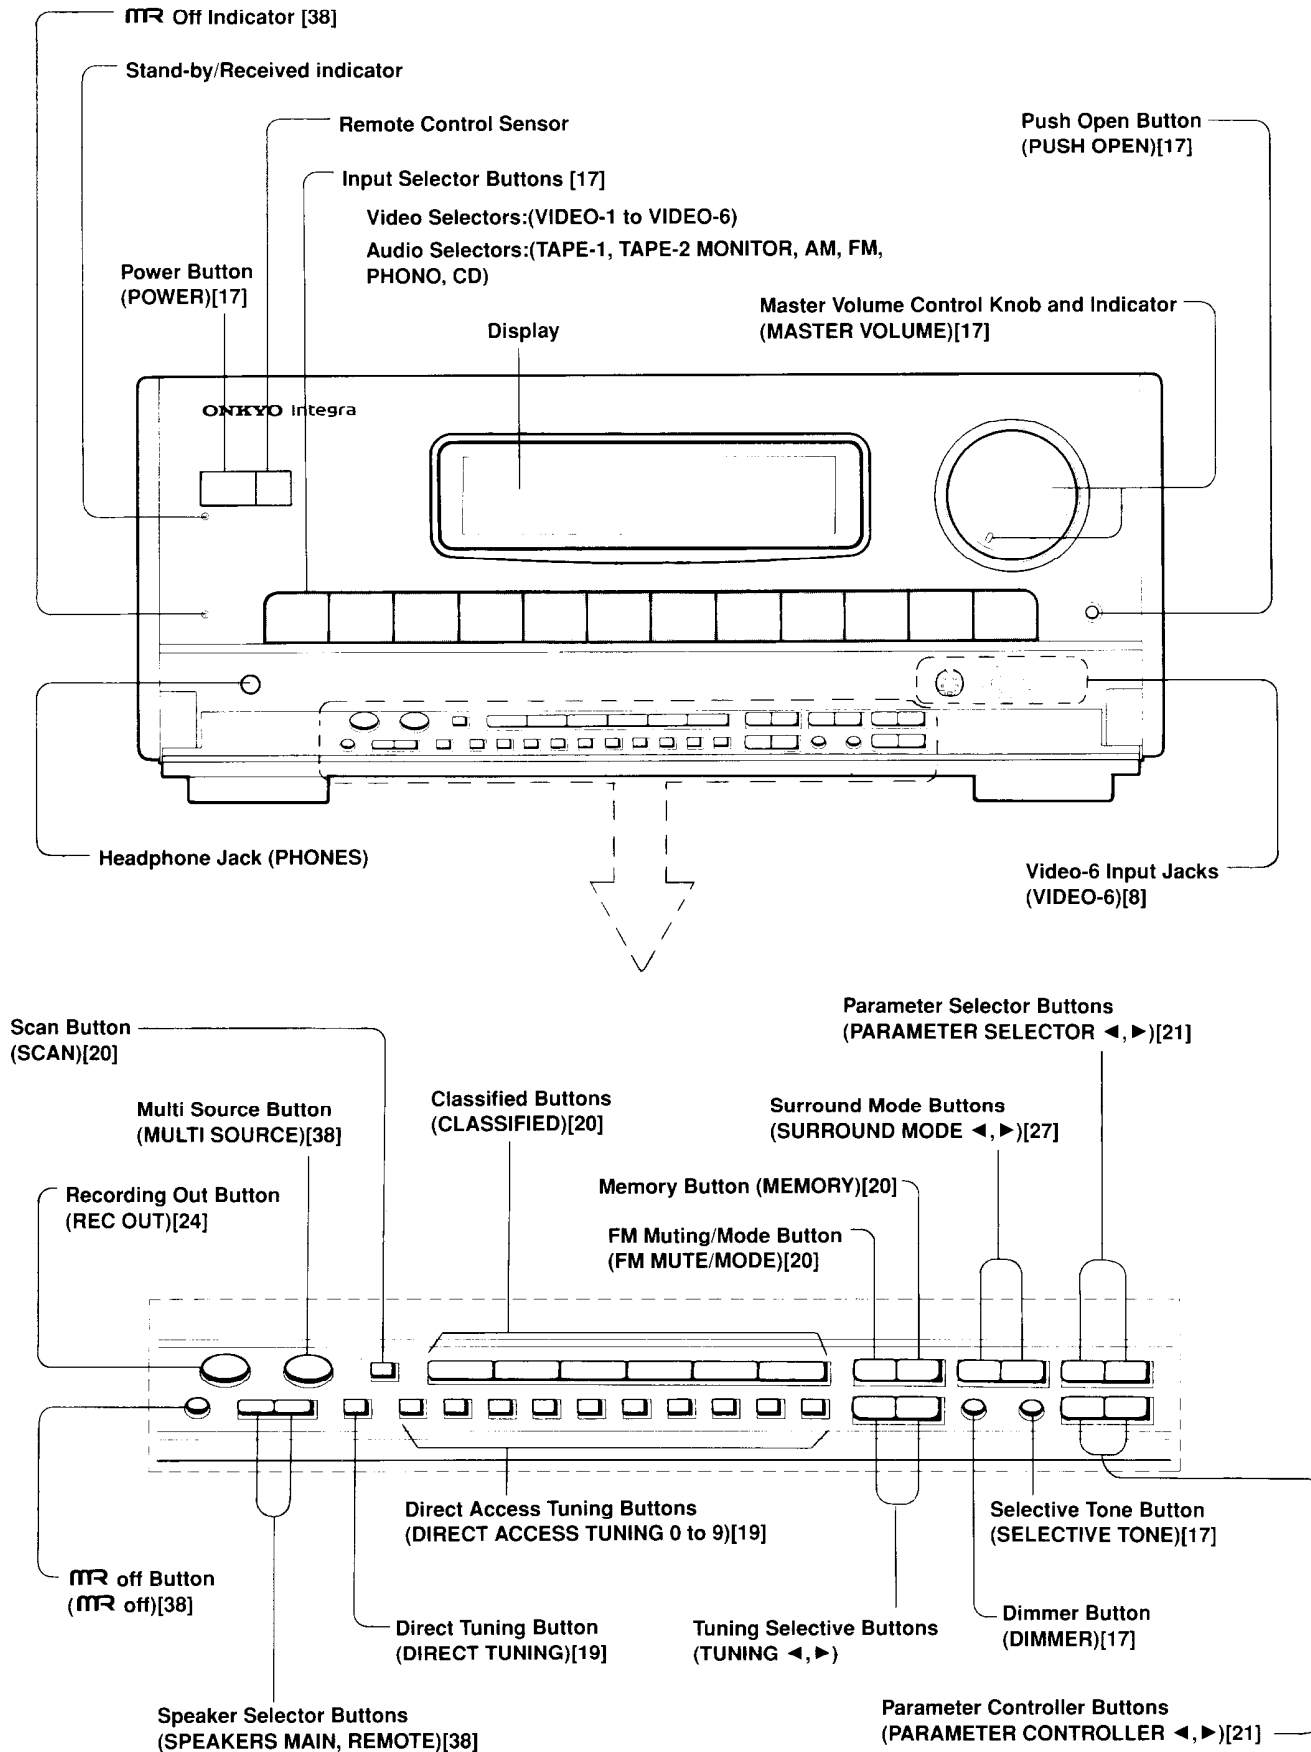 MR Off Indicator [38]
Stand-by/Received indicator
Remote Control Sensor
Push Open Button
(PUSH OPEN)[17]
Input Selector Buttons [17]
Video Selectors:(VIDEO-1 to VIDEO-6)
Audio Selectors:(TAPE-1, TAPE-2 MONITOR, AM, FM,
PHONO, CD)
Power Button
(POWER)[17]
Display
Master Volume Control Knob and Indicator
(MASTER VOLUME)[17]
ONKYO Integra
Headphone Jack (PHONES)
Video-6 Input Jacks
(VIDEO-6)[8]
Scan Button
(SCAN)[20]
Parameter Selector Buttons
(PARAMETER SELECTOR ◄,►)[21]
Multi Source Button
(MULTI SOURCE)[38]
Classified Buttons
(CLASSIFIED)[20]
Surround Mode Buttons
(SURROUND MODE ◄,►)[27]
Recording Out Button
(REC OUT)[24]
Memory Button (MEMORY)[20]
FM Muting/Mode Button
(FM MUTE/MODE)[20]
Direct Access Tuning Buttons
(DIRECT ACCESS TUNING 0 to 9)[19]
Selective Tone Button
(SELECTIVE TONE)[17]
MR off Button
(MR off)[38]
Direct Tuning Button
(DIRECT TUNING)[19]
Tuning Selective Buttons
(TUNING ◄,►)
Dimmer Button
(DIMMER)[17]
Speaker Selector Buttons
(SPEAKERS MAIN, REMOTE)[38]
Parameter Controller Buttons
(PARAMETER CONTROLLER ◄,►)[21]